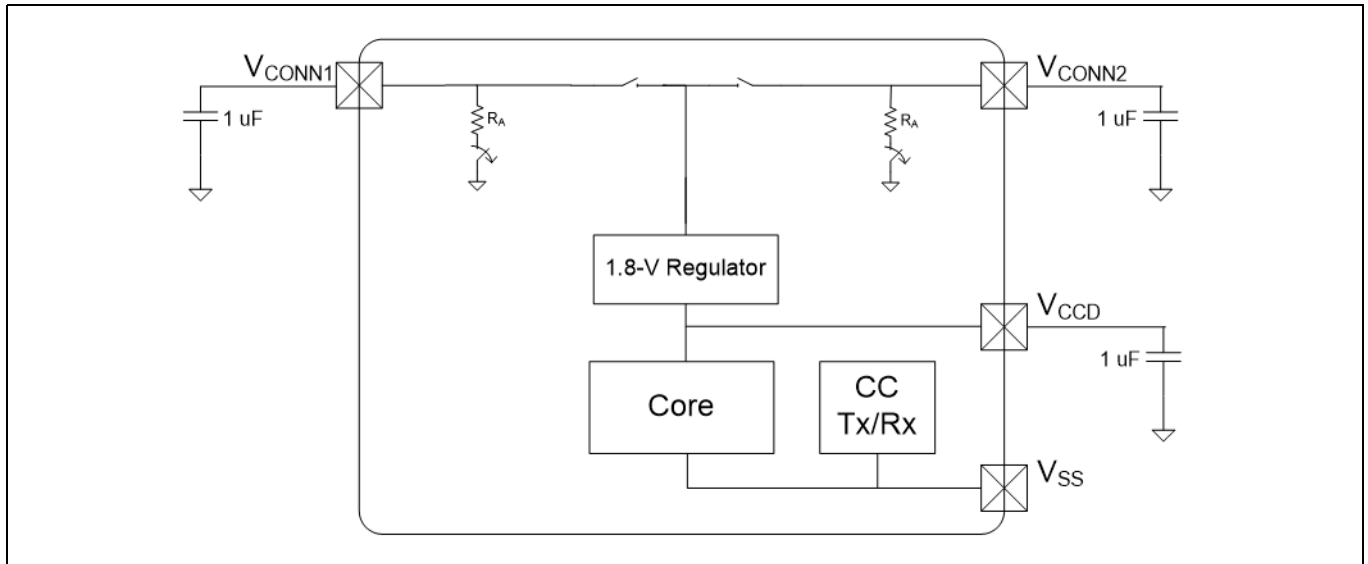 VCONN1
VCONN2
1 uF
RA
RA
1 uF
1.8-V Regulator
VCCD
1 uF
Core
CC
Tx/Rx
VSS